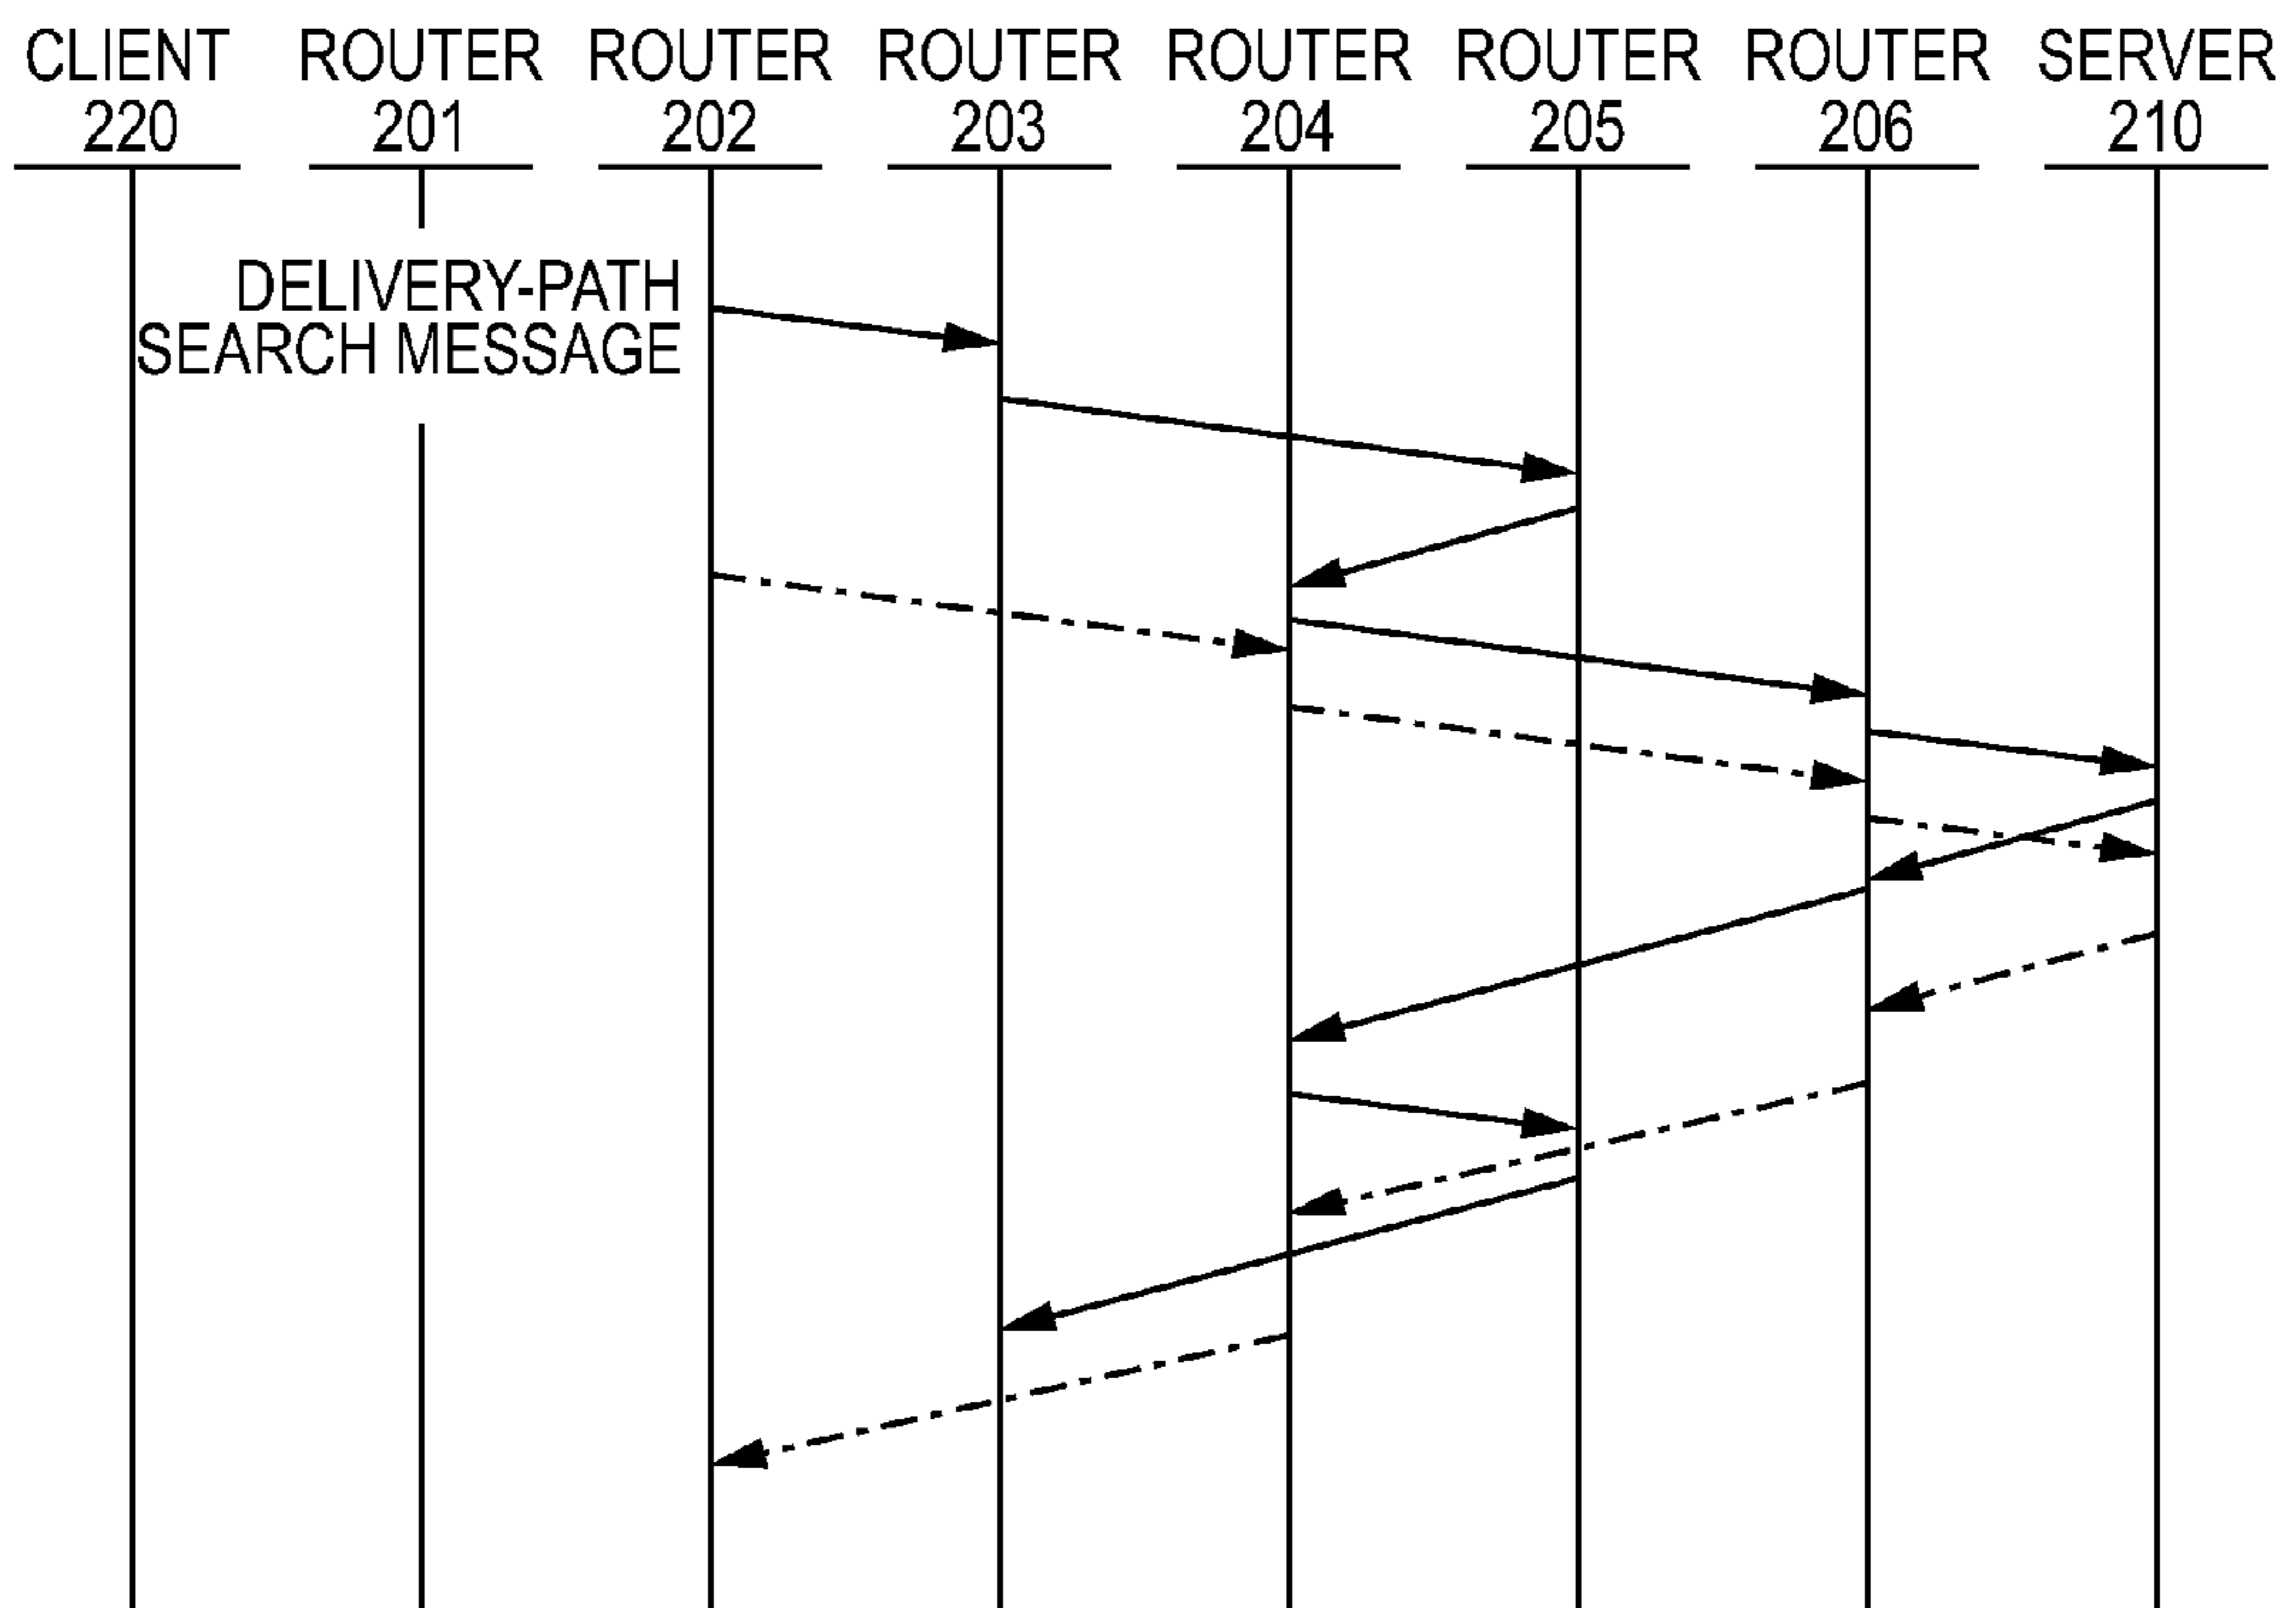 CLIENT ROUTER ROUTER ROUTER ROUTER ROUTER ROUTER SERVER
220 201 202 203 204 205 206 210
DELIVERY-PATH
SEARCH MESSAGE